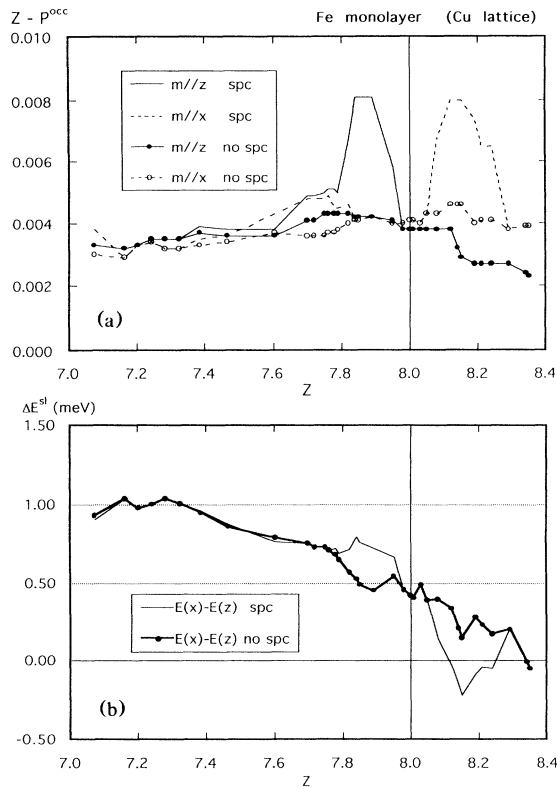 Z - P^occ Fe monolayer (Cu lattice)
0.010
0.008
0.006
0.004
0.002
0.000
m//z spc
m//x spc
m//z no spc
m//x no spc
(a)
7.0 7.2 7.4 7.6 7.8 8.0 8.2 8.4
Z
ΔE^sl (meV)
1.50
1.00
0.50
0.00
-0.50
E(x)-E(z) spc
E(x)-E(z) no spc
(b)
7.0 7.2 7.4 7.6 7.8 8.0 8.2 8.4
Z